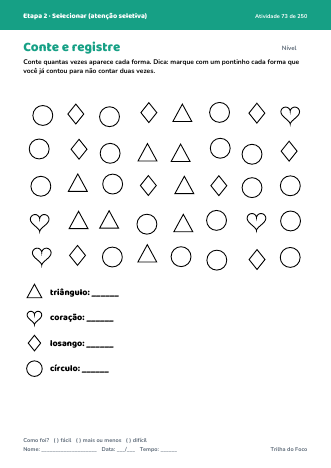 Etapa 2 · Selecionar (atenção seletiva)
Atividade 73 de 250
Conte e registre
Nível
Conte quantas vezes aparece cada forma. Dica: marque com um pontinho cada forma que
você já contou para não contar duas vezes.
triângulo: ______
coração: ______
losango: ______
círculo: ______
Como foi? ( ) fácil ( ) mais ou menos ( ) difícil
Nome: ____________________ Data: ___/___ Tempo: ______
Trilha do Foco